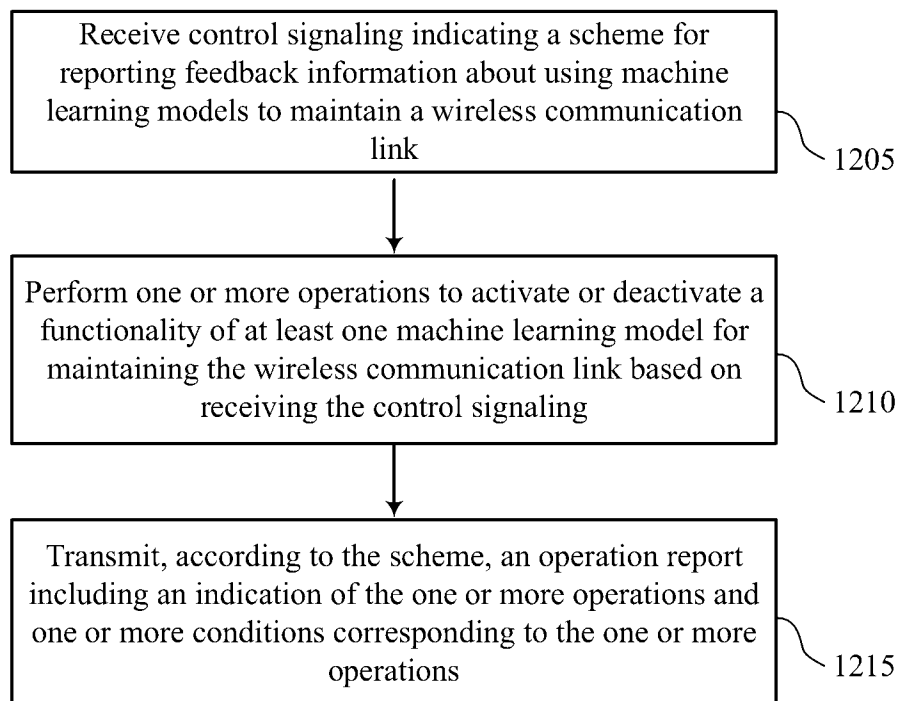 Receive control signaling indicating a scheme for
reporting feedback information about using machine
learning models to maintain a wireless communication
link
1205
Perform one or more operations to activate or deactivate a
functionality of at least one machine learning model for
maintaining the wireless communication link based on
receiving the control signaling
1210
Transmit, according to the scheme, an operation report
including an indication of the one or more operations and
one or more conditions corresponding to the one or more
operations
1215